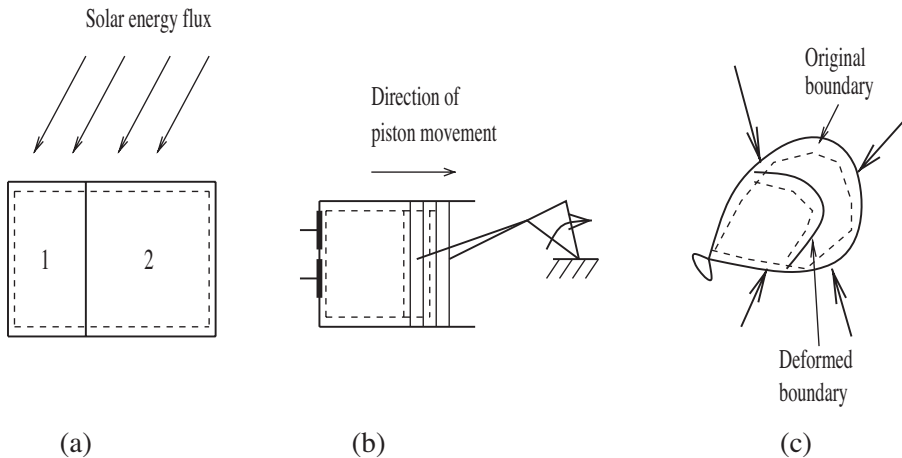 Solar energy flux
1
2
(a)
Direction of
piston movement
(b)
Original
boundary
Deformed
boundary
(c)